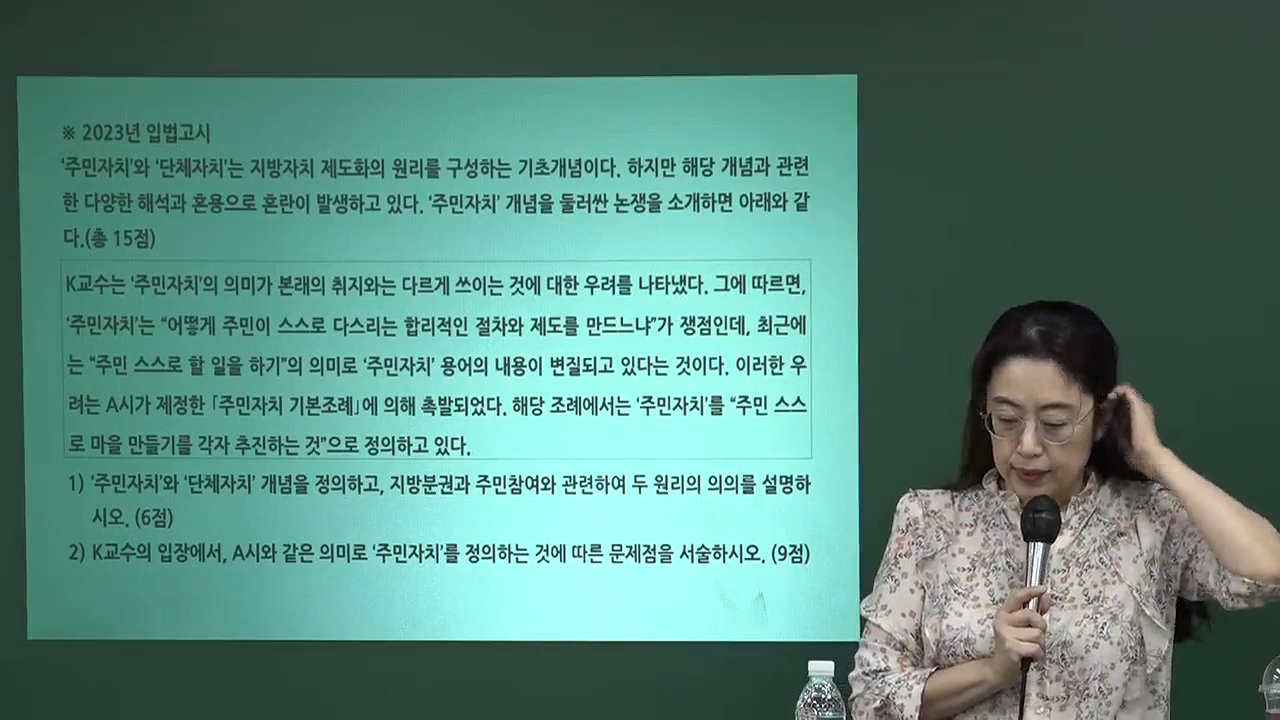 ※ 2023년 입법고시
'주민자치'와 '단체자치'는 지방자치 제도화의 원리를 구성하는 기초개념이다. 하지만 해당 개념과 관련
한 다양한 해석과 혼용으로 혼란이 발생하고 있다. '주민자치' 개념을 둘러싼 논쟁을 소개하면 아래와 같
다.(총 15점)
K교수는 '주민자치'의 의미가 본래의 취지와는 다르게 쓰이는 것에 대한 우려를 나타냈다. 그에 따르면,
'주민자치'는 "어떻게 주민이 스스로 다스리는 합리적인 절차와 제도를 만드느냐"가 쟁점인데, 최근에
는 "주민 스스로 할 일을 하기"의 의미로 '주민자치' 용어의 내용이 변질되고 있다는 것이다. 이러한 우
려는 A시가 제정한 「주민자치 기본조례」에 의해 촉발되었다. 해당 조례에서는 '주민자치'를 "주민 스스
로 마을 만들기를 각자 추진하는 것"으로 정의하고 있다.
1) '주민자치'와 '단체자치' 개념을 정의하고, 지방분권과 주민참여와 관련하여 두 원리의 의의를 설명하
시오. (6점)
2) K교수의 입장에서, A시와 같은 의미로 '주민자치'를 정의하는 것에 따른 문제점을 서술하시오. (9점)